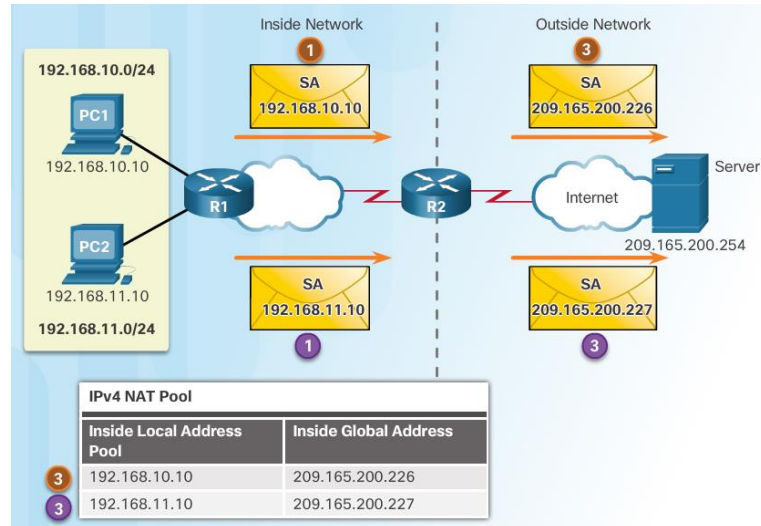 Inside Network
Outside Network
1
3
192.168.10.0/24
SA
192.168.10.10
SA
209.165.200.226
PC1
192.168.10.10
R1
R2
Internet
Server
209.165.200.254
PC2
192.168.11.10
192.168.11.0/24
SA
192.168.11.10
SA
209.165.200.227
1
3
IPv4 NAT Pool
Inside Local Address
Pool
Inside Global Address
3
192.168.10.10
209.165.200.226
3
192.168.11.10
209.165.200.227